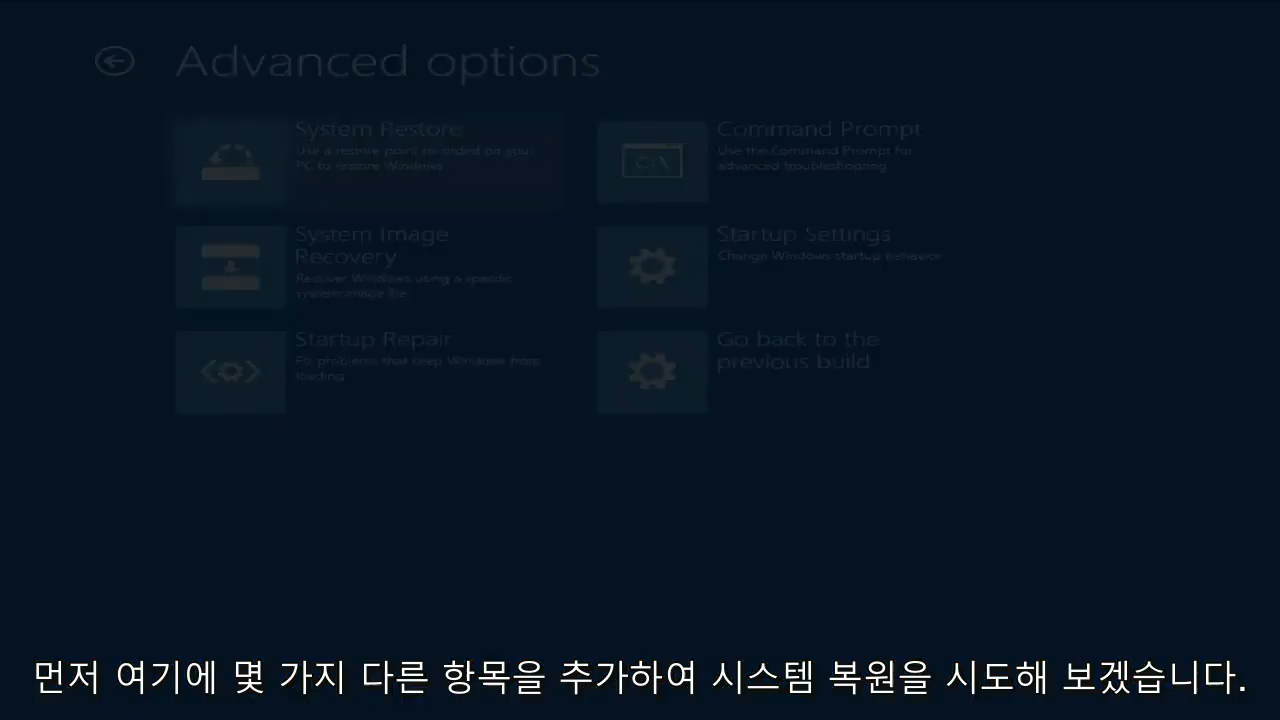 Advanced options
System Restore
Use a restore point recorded on your
PC to restore Windows
Command Prompt
Use the Command Prompt for
advanced troubleshooting
System Image
Recovery
Recover Windows using a specific
system image file
Startup Settings
Change Windows startup behavior
Startup Repair
Fix problems that keep Windows from
loading
Go back to the
previous build
C:\
먼저 여기에 몇 가지 다른 항목을 추가하여 시스템 복원을 시도해 보겠습니다.